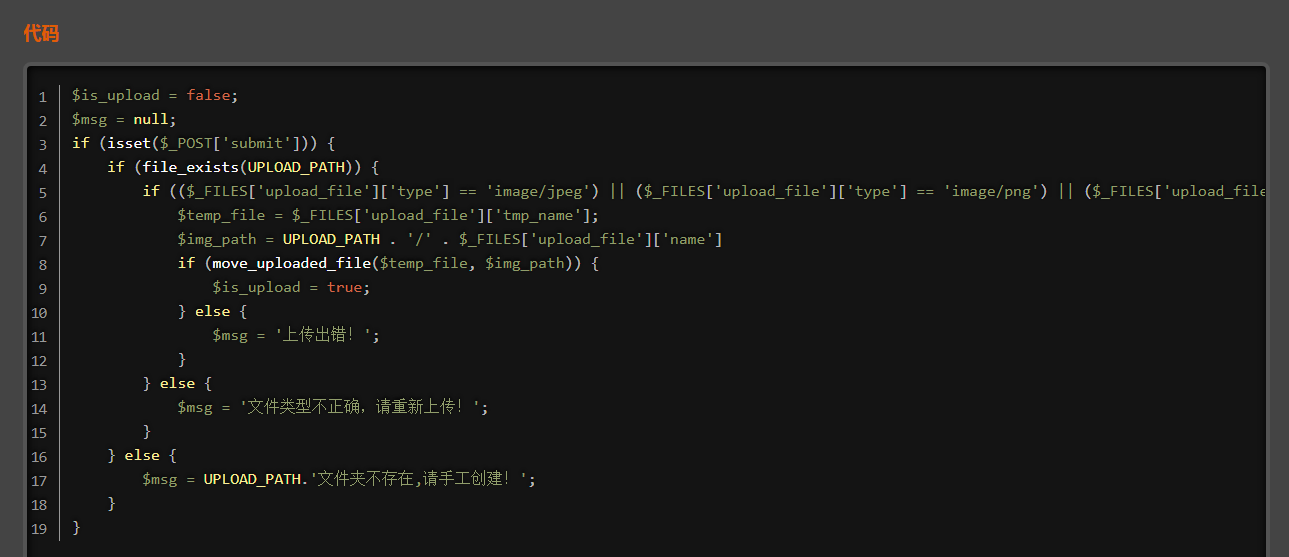 代码
1 $is_upload = false;
2 $msg = null;
3 if (isset($_POST['submit'])) {
4     if (file_exists(UPLOAD_PATH)) {
5         if (($_FILES['upload_file']['type'] == 'image/jpeg') || ($_FILES['upload_file']['type'] == 'image/png') || ($_FILES['upload_file
6             $temp_file = $_FILES['upload_file']['tmp_name'];
7             $img_path = UPLOAD_PATH . '/' . $_FILES['upload_file']['name']
8             if (move_uploaded_file($temp_file, $img_path)) {
9                 $is_upload = true;
10             } else {
11                 $msg = '上传出错！';
12             }
13         } else {
14             $msg = '文件类型不正确，请重新上传！';
15         }
16     } else {
17         $msg = UPLOAD_PATH.'文件夹不存在,请手工创建！';
18     }
19 }